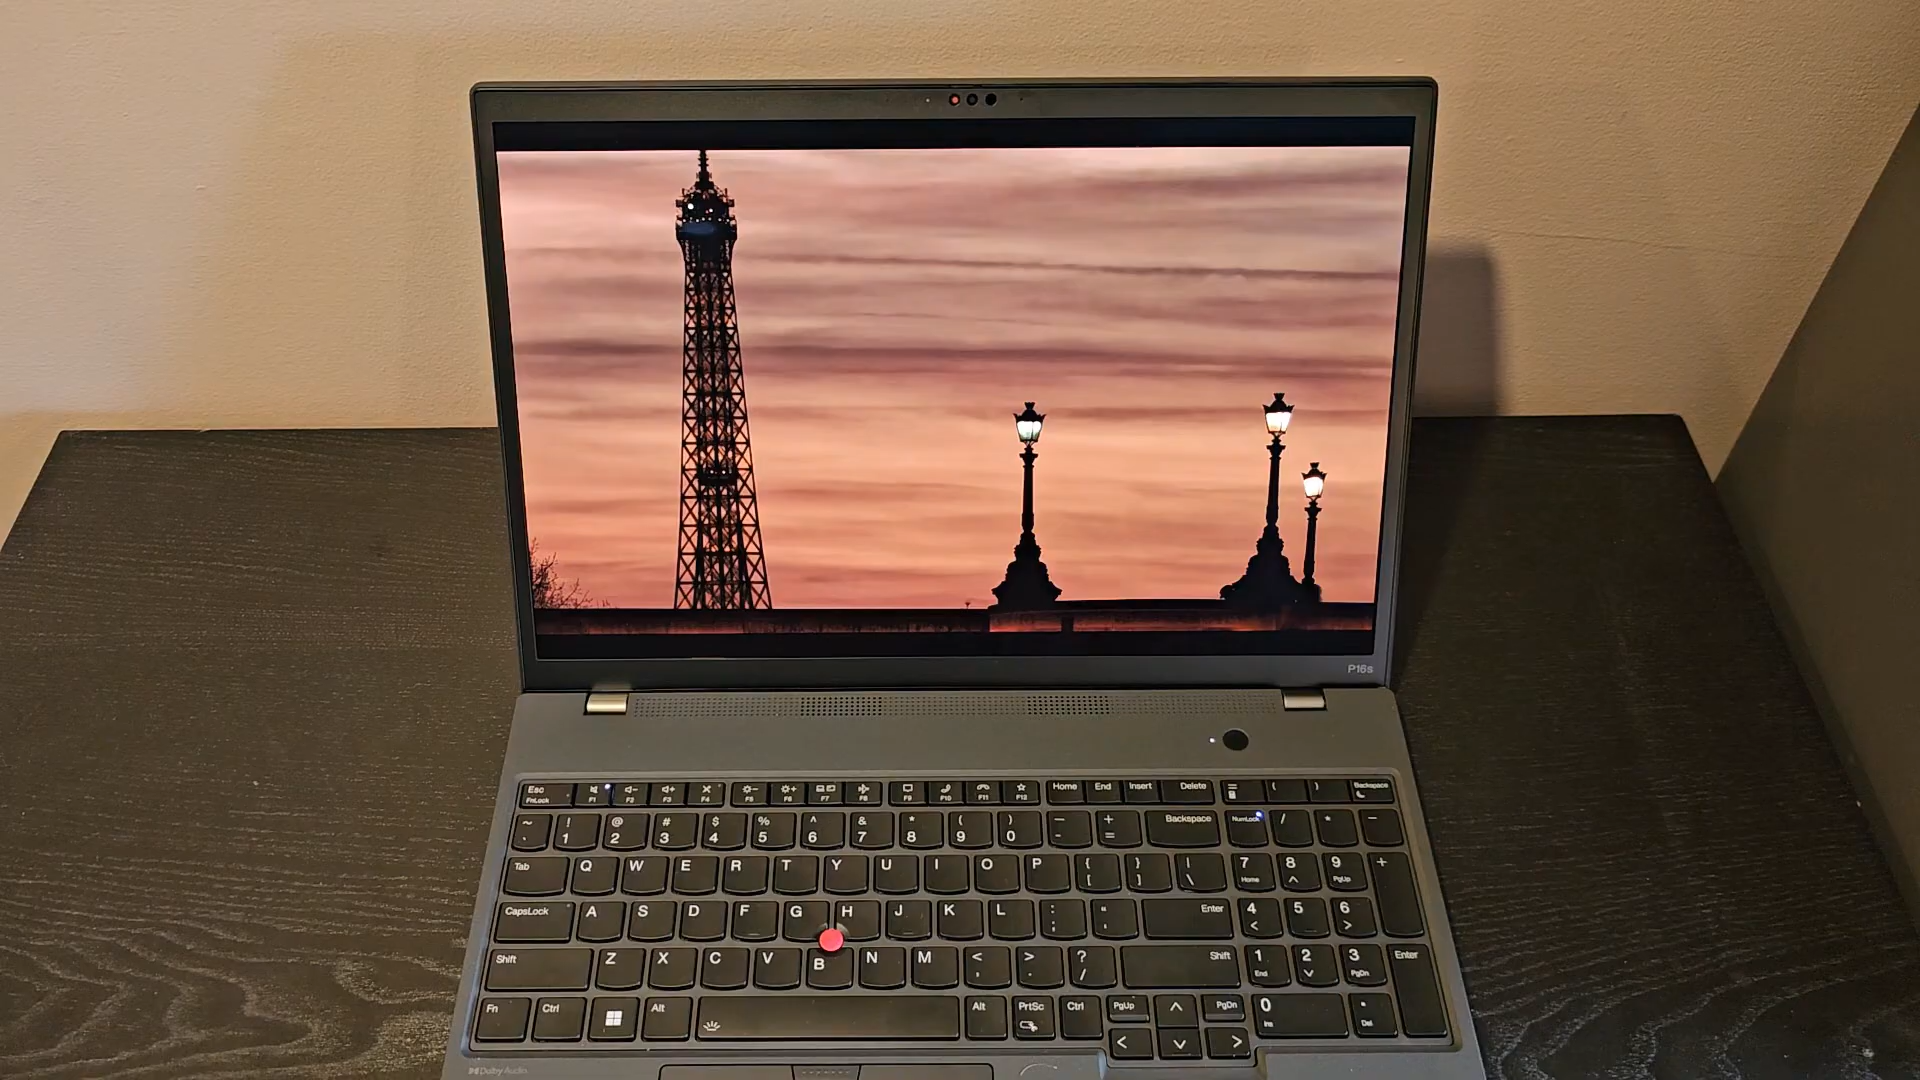 P16s
Esc FnLock F1 F2 F3 F4 F5 F6 F7 F8 F9 F10 F11 F12 Home End Insert Delete = ( ) Backspace
~ ` ! 1 @ 2 # 3 $ 4 % 5 ^ 6 & 7 * 8 ( 9 ) 0 _ - + = Backspace NumLock / * -
Tab Q W E R T Y U I O P { [ } ] | \ 7 Home 8 9 PgUp +
CapsLock A S D F G H J K L : ; " ' Enter 4 5 6
Shift Z X C V B N M < , > . ? / Shift 1 End 2 3 PgDn Enter
Fn Ctrl Alt Alt PrtSc Ctrl PgUp PgDn 0 Ins . Del
Dolby Audio